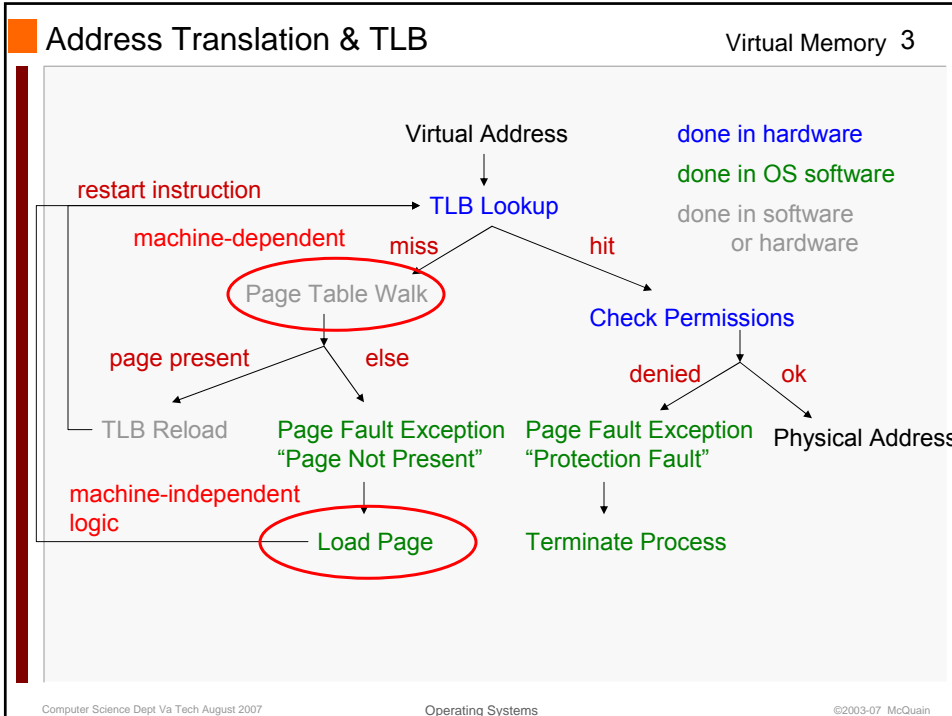 Address Translation & TLB
Virtual Memory 3
Virtual Address
done in hardware
done in OS software
done in software
or hardware
restart instruction
TLB Lookup
machine-dependent
miss
hit
Page Table Walk
Check Permissions
page present
else
denied
ok
TLB Reload
Page Fault Exception
“Page Not Present”
Page Fault Exception
“Protection Fault”
Physical Address
machine-independent
logic
Load Page
Terminate Process
Computer Science Dept Va Tech August 2007
Operating Systems
©2003-07 McQuain